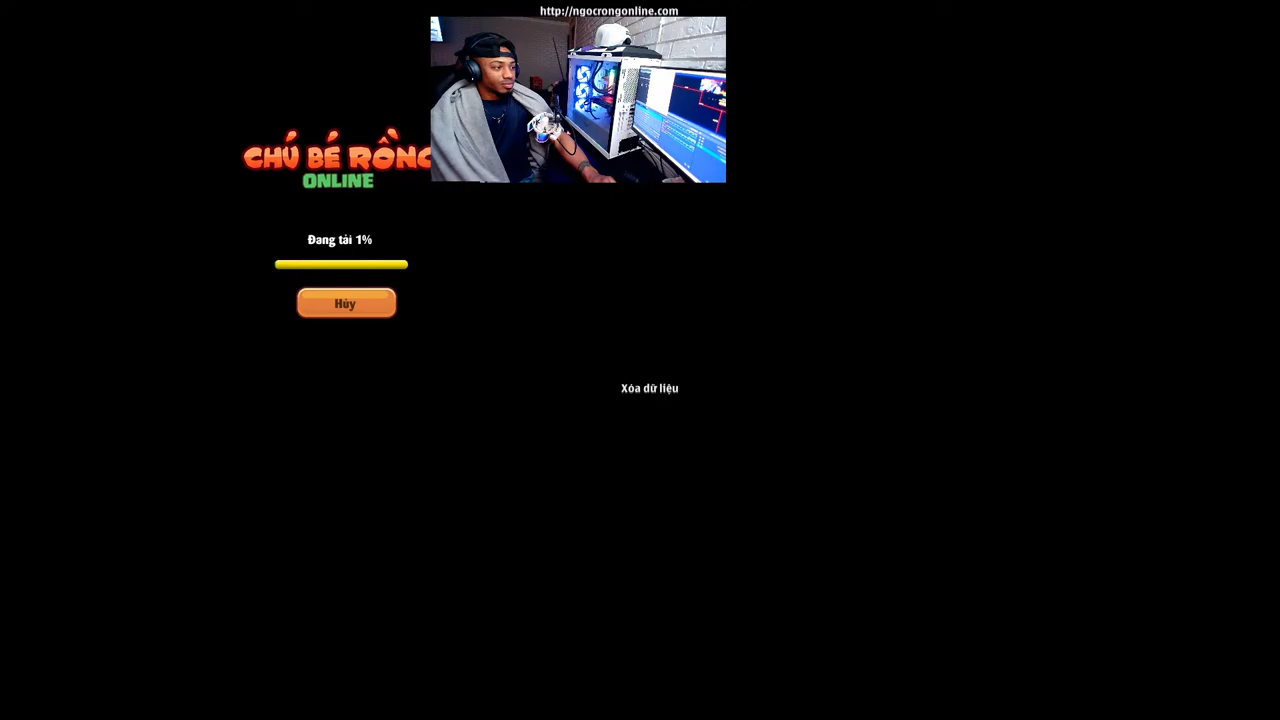 http://ngocrongonline.com
CHÚ BÉ RỒNG
ONLINE
Đang tải 1%
Hủy
Xóa dữ liệu